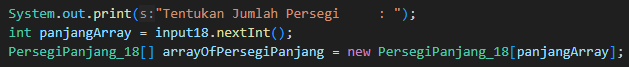 System.out.print(s:"Tentukan Jumlah Persegi     : ");
int panjangArray = input18.nextInt();
PersegiPanjang_18[] arrayOfPersegiPanjang = new PersegiPanjang_18[panjangArray];